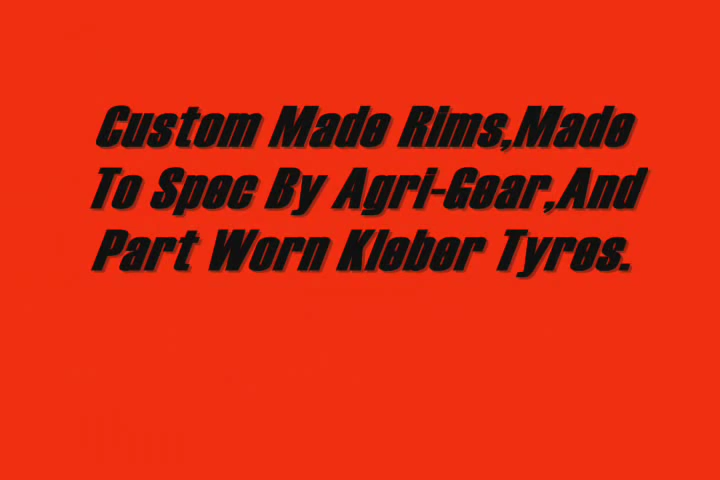 Custom Made Rims,Made
To Spec By Agri-Gear,And
Part Worn Kleber Tyres.